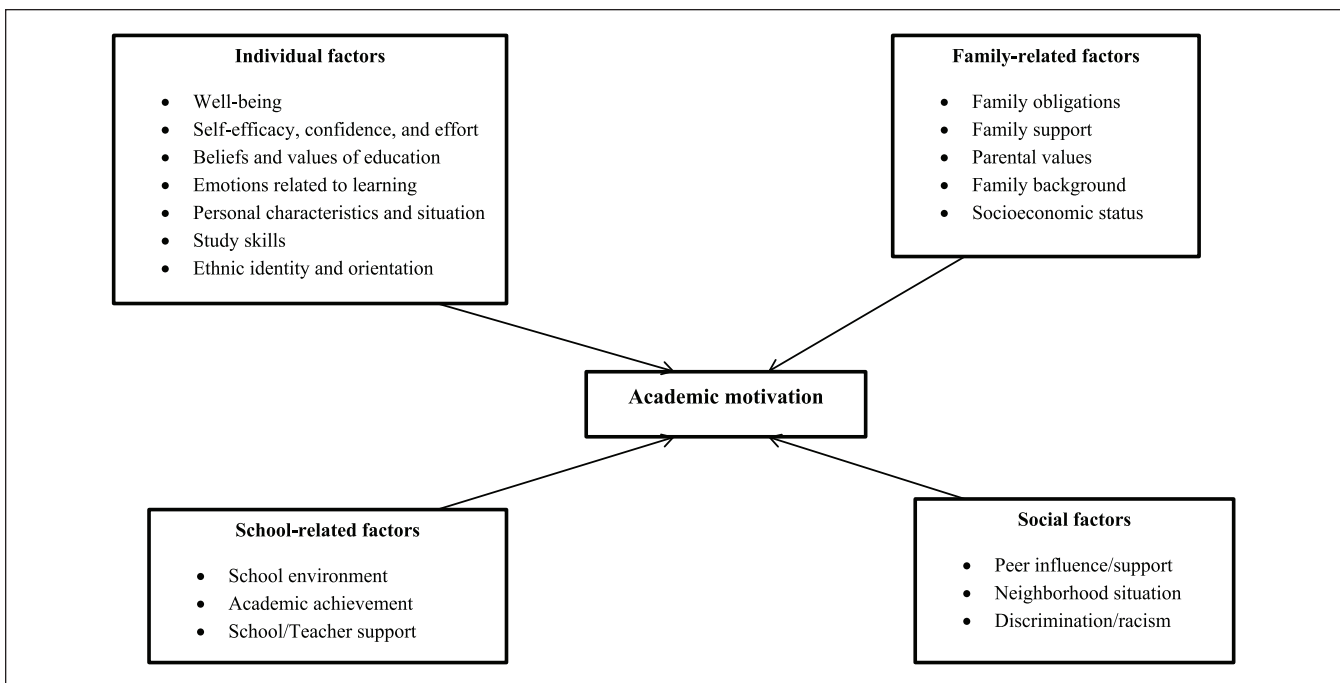 Individual factors
• Well-being
• Self-efficacy, confidence, and effort
• Beliefs and values of education
• Emotions related to learning
• Personal characteristics and situation
• Study skills
• Ethnic identity and orientation
Family-related factors
• Family obligations
• Family support
• Parental values
• Family background
• Socioeconomic status
Academic motivation
School-related factors
• School environment
• Academic achievement
• School/Teacher support
Social factors
• Peer influence/support
• Neighborhood situation
• Discrimination/racism